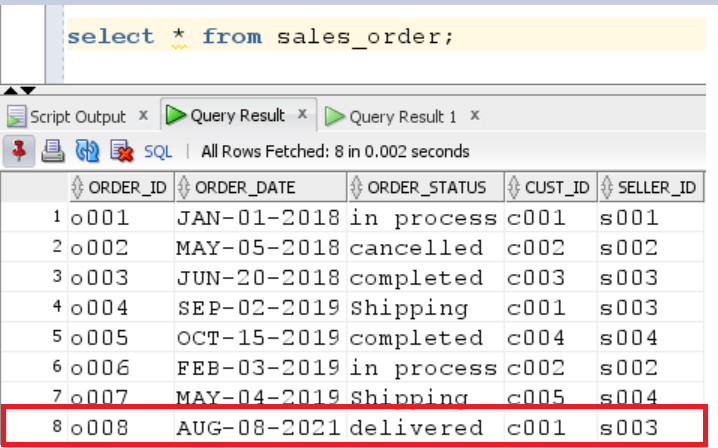 select * from sales_order;
Script Output x Query Result x Query Result 1 x
SQL | All Rows Fetched: 8 in 0.002 seconds
ORDER_ID ORDER_DATE ORDER_STATUS CUST_ID SELLER_ID
1 o001 JAN-01-2018 in process c001 s001
2 o002 MAY-05-2018 cancelled c002 s002
3 o003 JUN-20-2018 completed c003 s003
4 o004 SEP-02-2019 Shipping c001 s003
5 o005 OCT-15-2019 completed c004 s004
6 o006 FEB-03-2019 in process c002 s002
7 o007 MAY-04-2019 Shipping c005 s004
8 o008 AUG-08-2021 delivered c001 s003